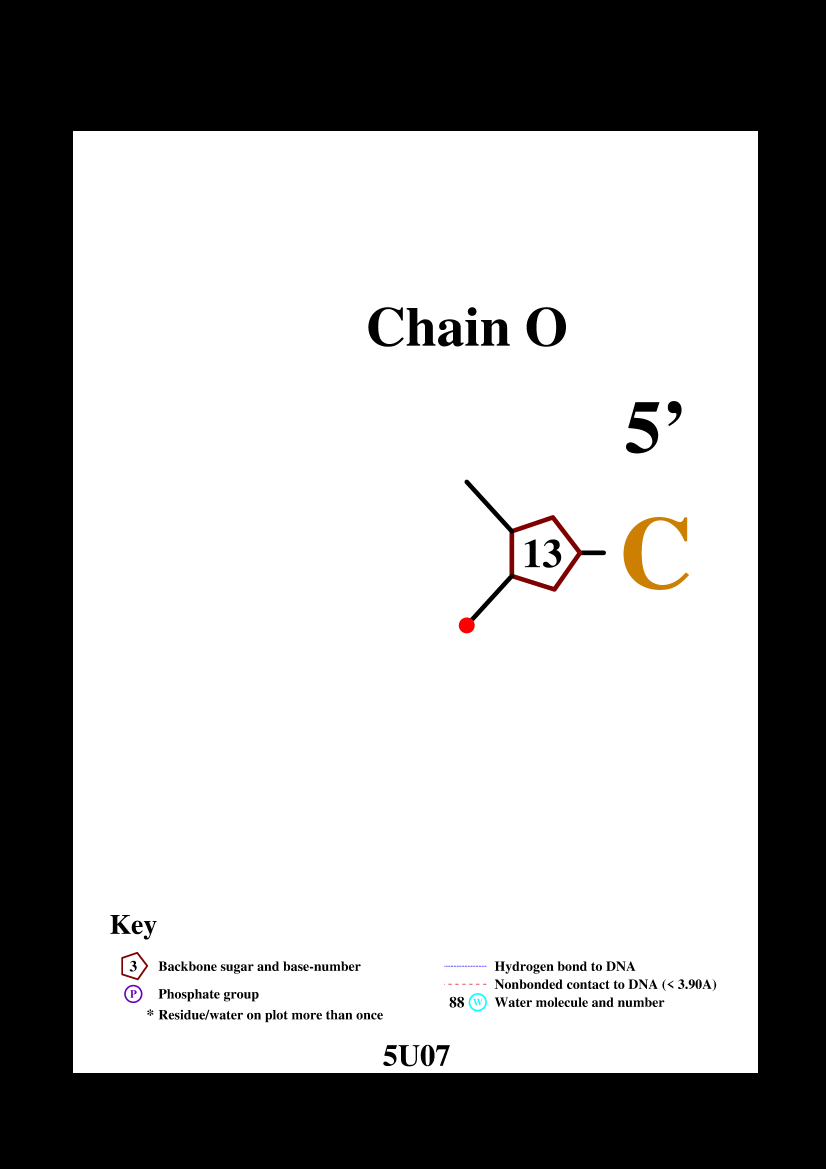 Chain O
5’
13
C
Key
3 Backbone sugar and base-number
P Phosphate group
* Residue/water on plot more than once
Hydrogen bond to DNA
Nonbonded contact to DNA (< 3.90A)
88 W Water molecule and number
5U07